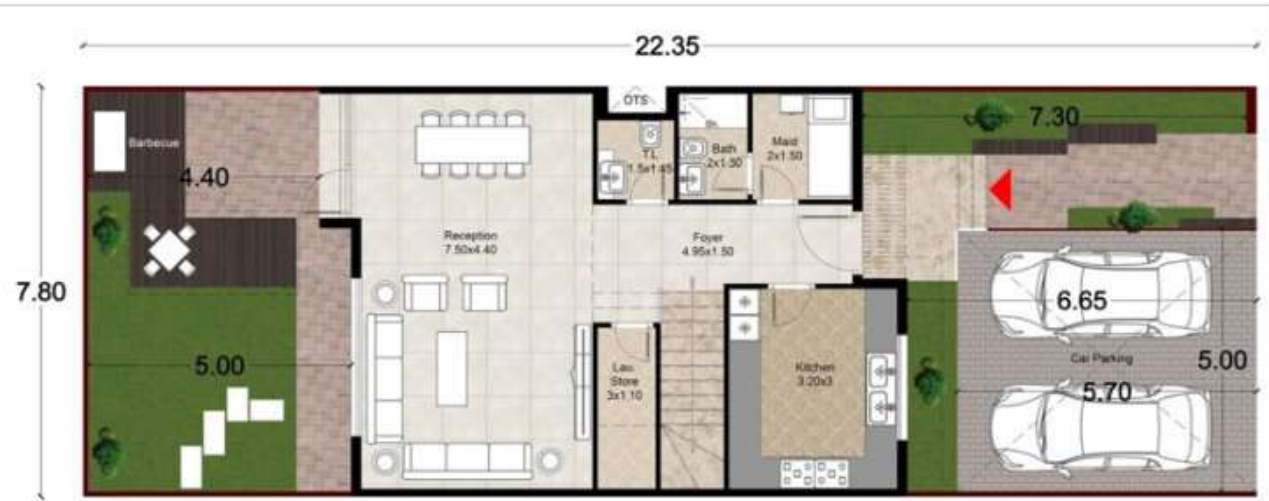 22.35
OTS
7.30
Barbecue
T.L
1.5x1.45
Bath
2x1.30
Maid
2x1.50
4.40
Reception
7.50x4.40
Foyer
4.95x1.50
7.80
6.65
5.00
Lau.
Store
3x1.10
Kitchen
3.20x3
Car Parking
5.00
5.70